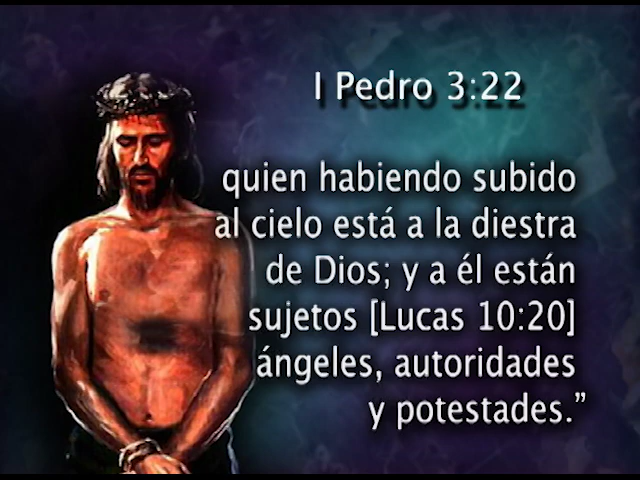 I Pedro 3:22
quien habiendo subido
al cielo está a la diestra
de Dios; y a él están
sujetos [Lucas 10:20]
ángeles, autoridades
y potestades.”